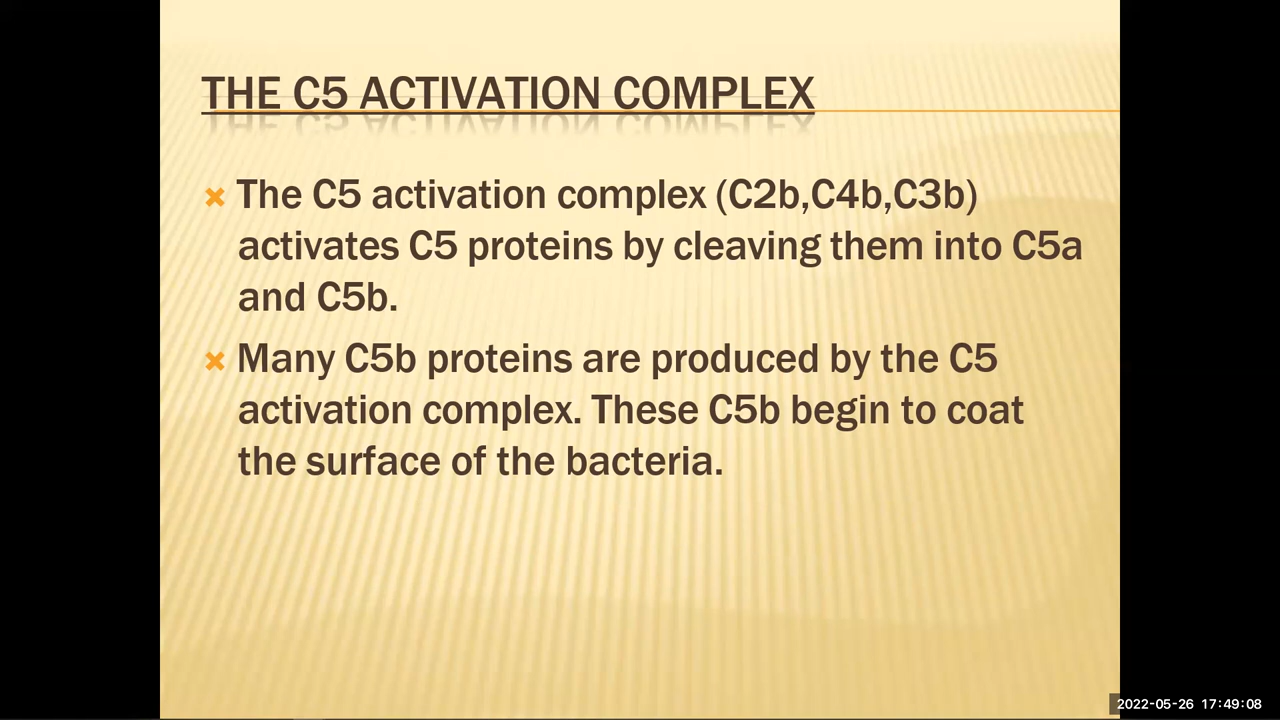 THE C5 ACTIVATION COMPLEX
The C5 activation complex (C2b,C4b,C3b)
activates C5 proteins by cleaving them into C5a
and C5b.
Many C5b proteins are produced by the C5
activation complex. These C5b begin to coat
the surface of the bacteria.
2022-05-26 17:49:08